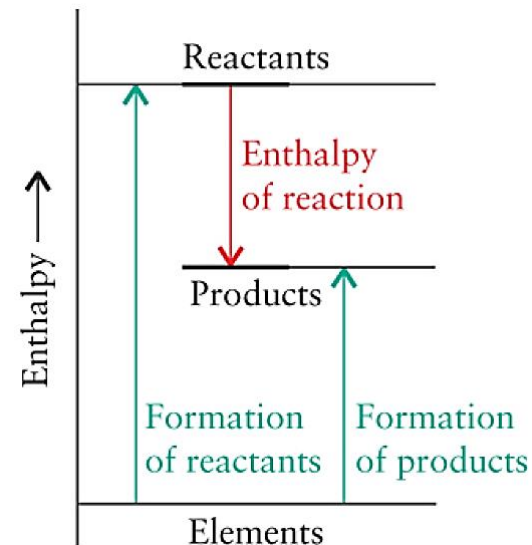 Reactants
Enthalpy
of reaction
Enthalpy
Products
Formation
of reactants
Formation
of products
Elements